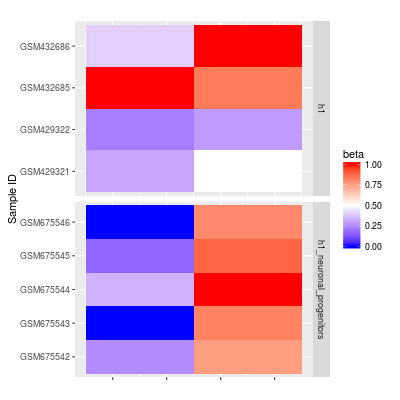 GSM432686
GSM432685
GSM429322
GSM429321
h1
GSM675546
GSM675545
GSM675544
GSM675543
GSM675542
h1_neuronal_progenitors
Sample ID
beta
1.00
0.75
0.50
0.25
0.00